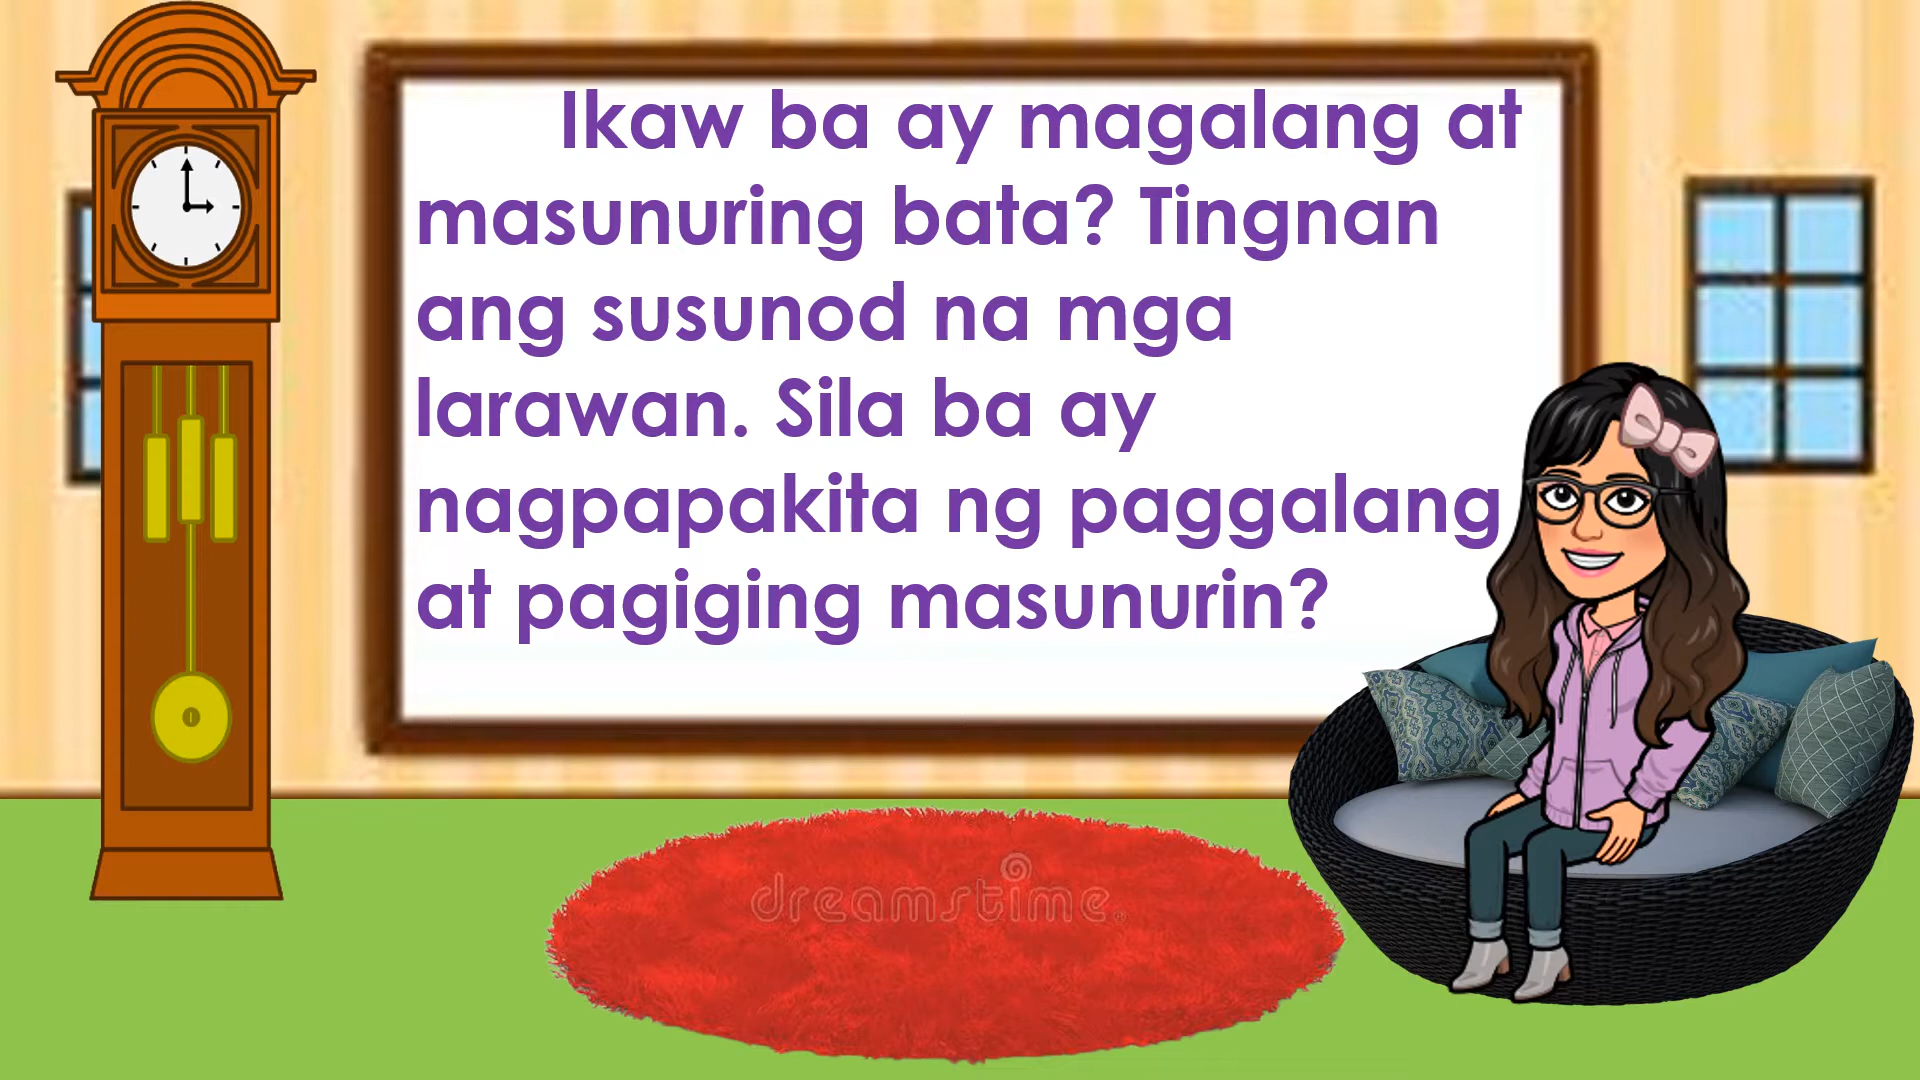 Ikaw ba ay magalang at
masunuring bata? Tingnan
ang susunod na mga
larawan. Sila ba ay
nagpapakita ng paggalang
at pagiging masunurin?
dreamstime.